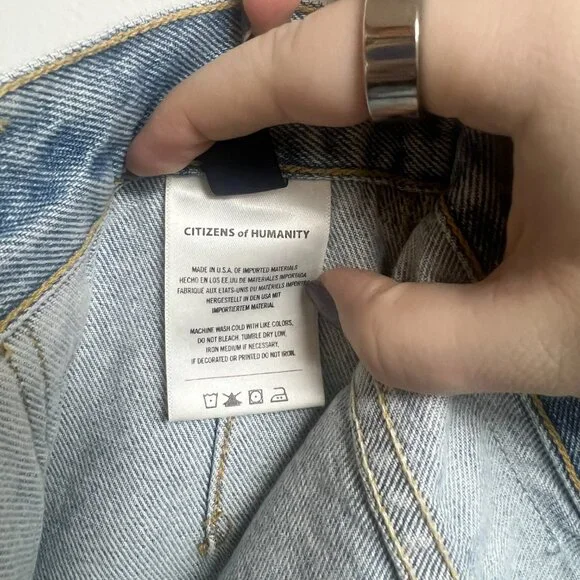 CITIZENS of HUMANITY
MADE IN U.S.A. OF IMPORTED MATERIALS
HECHO EN LOS EE.UU DE MATERIALES IMPORTADA
FABRIQUE AUX ETATS-UNIS DU MATERIELS IMPORTES
HERGESTELLT IN DEN USA MIT
IMPORTIERTEM MATERIAL
MACHINE WASH COLD WITH LIKE COLORS,
DO NOT BLEACH, TUMBLE DRY LOW,
IRON MEDIUM IF NECESSARY.
IF DECORATED OR PRINTED DO NOT IRON.